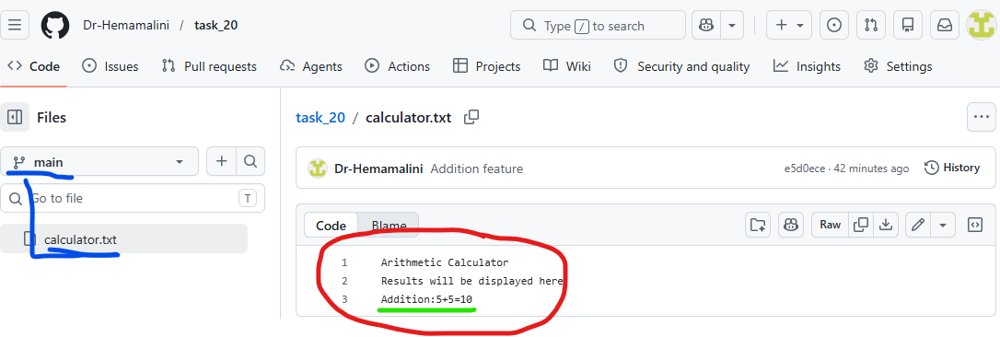 Dr-Hemamalini / task_20
Type / to search
Code
Issues
Pull requests
Agents
Actions
Projects
Wiki
Security and quality
Insights
Settings
Files
main
Go to file
T
calculator.txt
task_20 / calculator.txt
Dr-Hemamalini Addition feature
e5d0ece · 42 minutes ago
History
Code
Blame
Raw
1 Arithmetic Calculator
2 Results will be displayed here
3 Addition:5+5=10